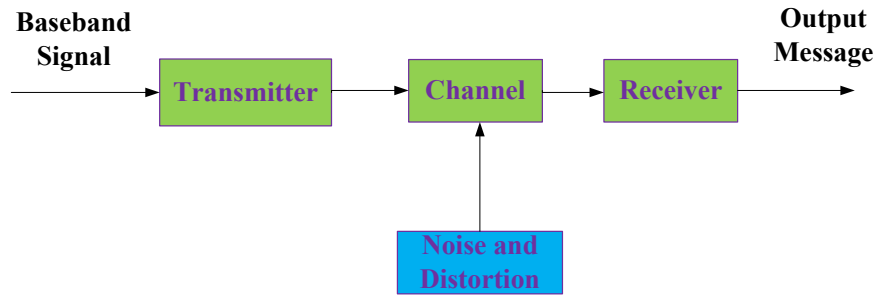 Baseband
Signal
Output
Message
Transmitter
Channel
Receiver
Noise and
Distortion